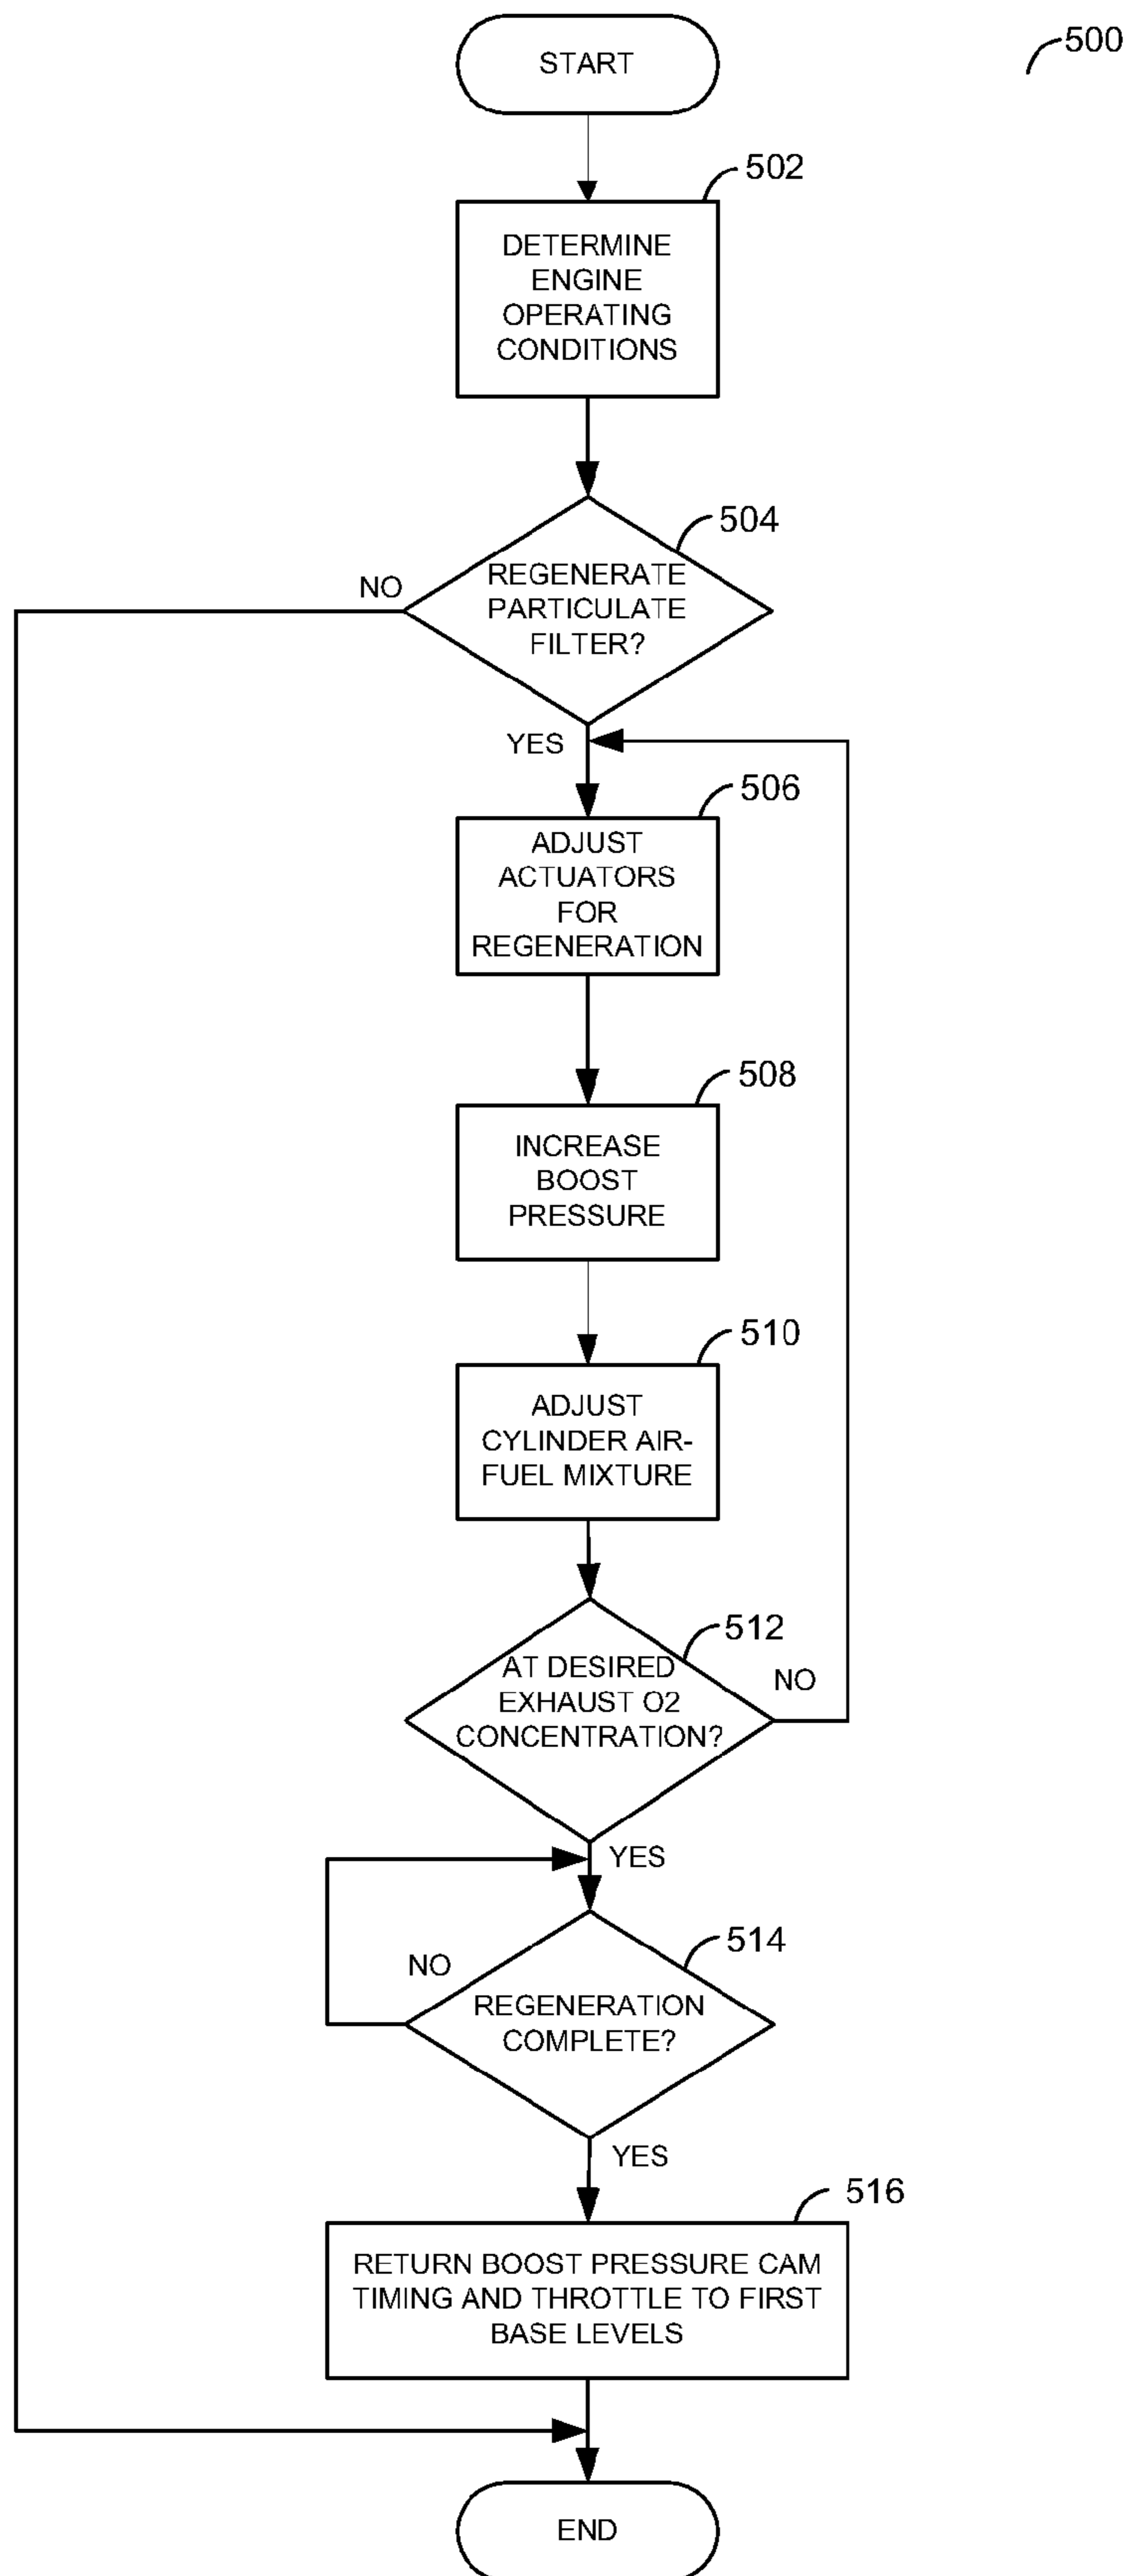 START
500
502
DETERMINE
ENGINE
OPERATING
CONDITIONS
504
NO
REGENERATE
PARTICULATE
FILTER?
YES
506
ADJUST
ACTUATORS
FOR
REGENERATION
508
INCREASE
BOOST
PRESSURE
510
ADJUST
CYLINDER AIR-
FUEL MIXTURE
512
AT DESIRED
EXHAUST O2
CONCENTRATION?
NO
YES
514
NO
REGENERATION
COMPLETE?
YES
516
RETURN BOOST PRESSURE CAM
TIMING AND THROTTLE TO FIRST
BASE LEVELS
END